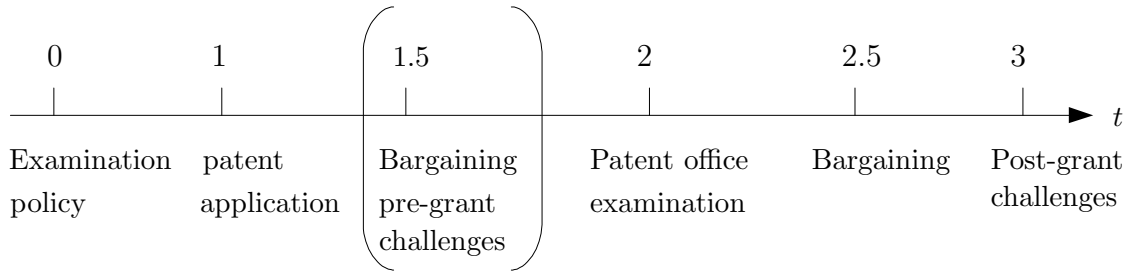 0 1 1.5 2 2.5 3
t
Examination patent Bargaining Patent office Bargaining Post-grant
policy application pre-grant examination challenges
challenges